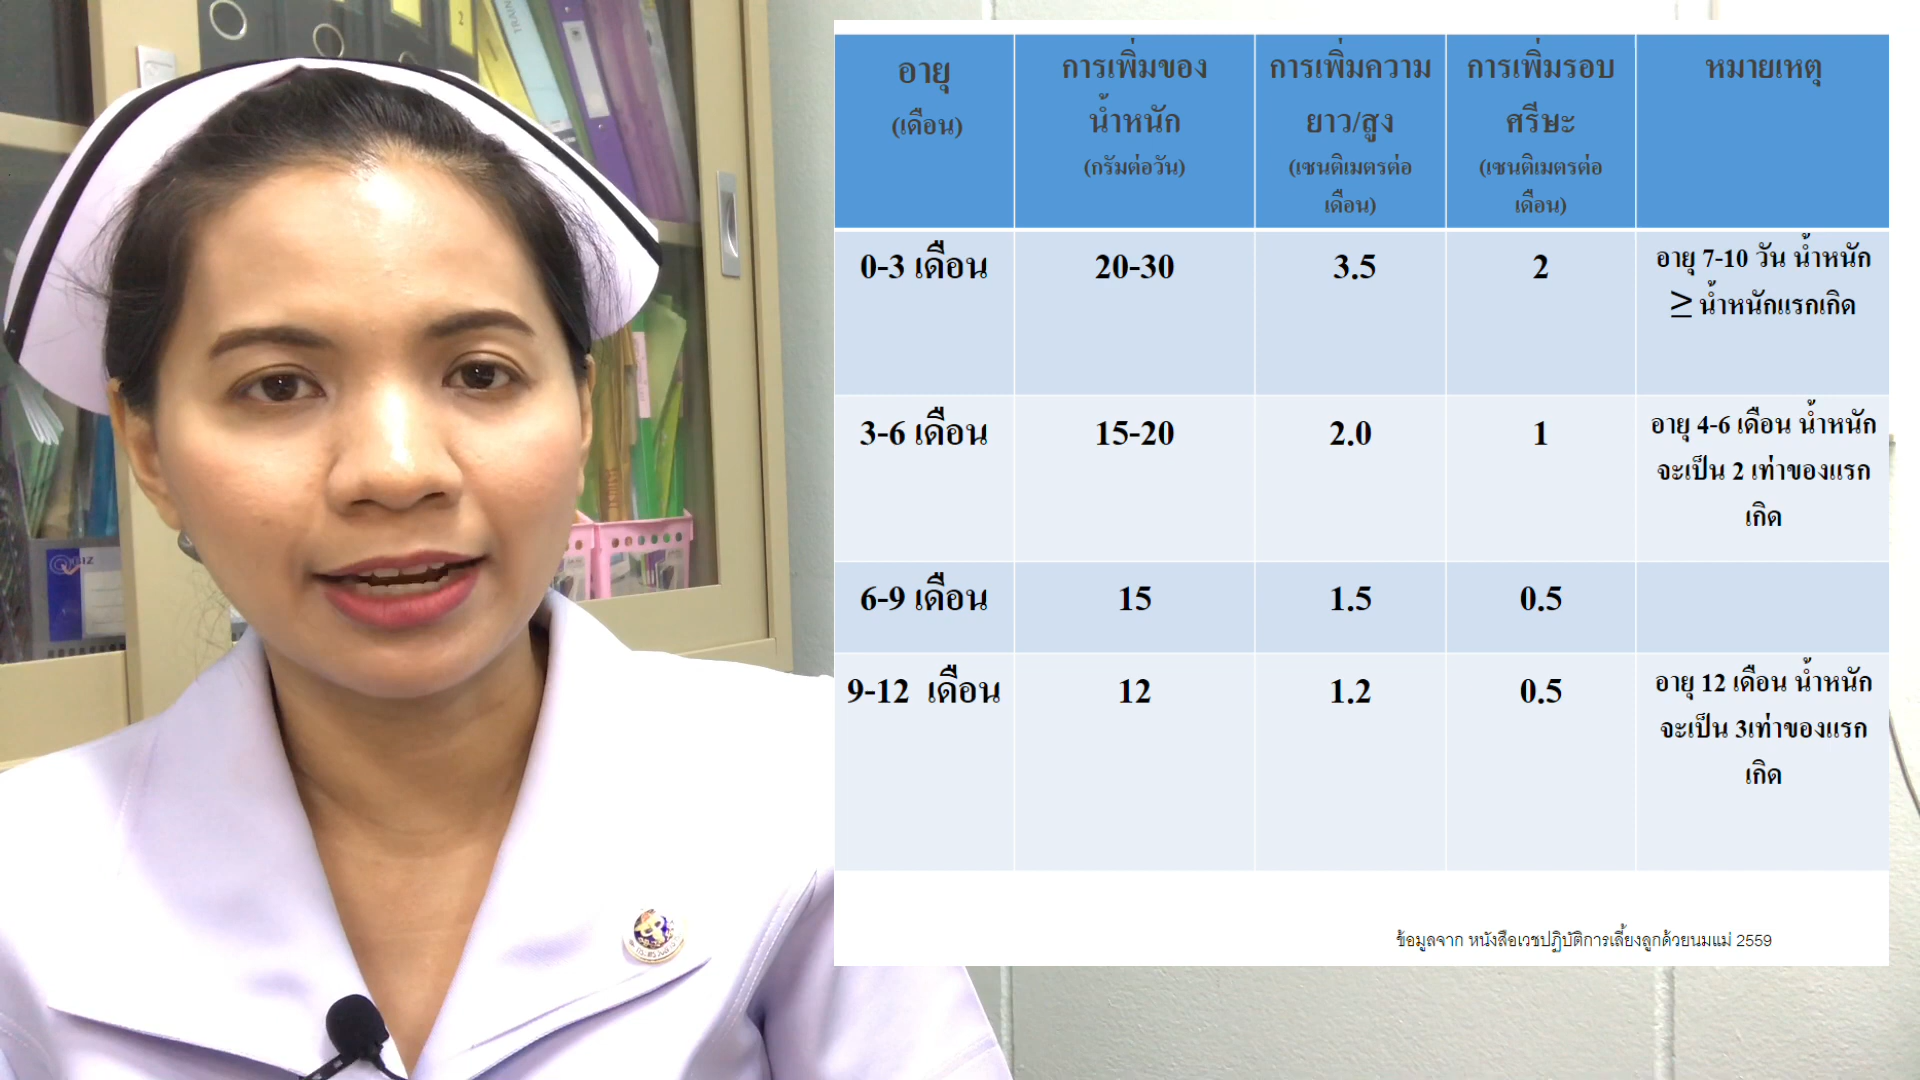 อายุ
(เดือน)
การเพิ่มของ
น้ำหนัก
(กรัมต่อวัน)
การเพิ่มความ
ยาว/สูง
(เซนติเมตรต่อ
เดือน)
การเพิ่มรอบ
ศรีษะ
(เซนติเมตรต่อ
เดือน)
หมายเหตุ
0-3 เดือน
20-30
3.5
2
อายุ 7-10 วัน น้ำหนัก
≥ น้ำหนักแรกเกิด
3-6 เดือน
15-20
2.0
1
อายุ 4-6 เดือน น้ำหนัก
จะเป็น 2 เท่าของแรก
เกิด
6-9 เดือน
15
1.5
0.5
9-12 เดือน
12
1.2
0.5
อายุ 12 เดือน น้ำหนัก
จะเป็น 3เท่าของแรก
เกิด
ข้อมูลจาก หนังสือเวชปฏิบัติการเลี้ยงลูกด้วยนมแม่ 2559
TRAIN
2